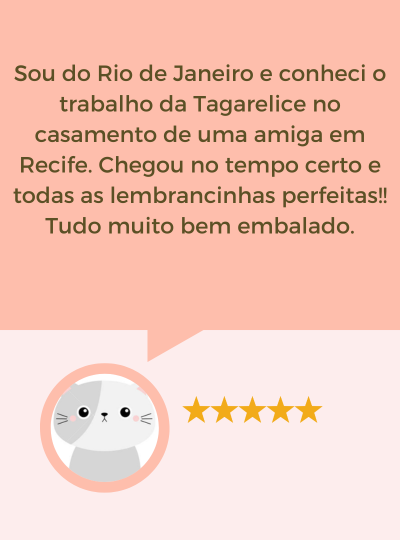 Sou do Rio de Janeiro e conheci o
trabalho da Tagarelice no
casamento de uma amiga em
Recife. Chegou no tempo certo e
todas as lembrancinhas perfeitas!!
Tudo muito bem embalado.